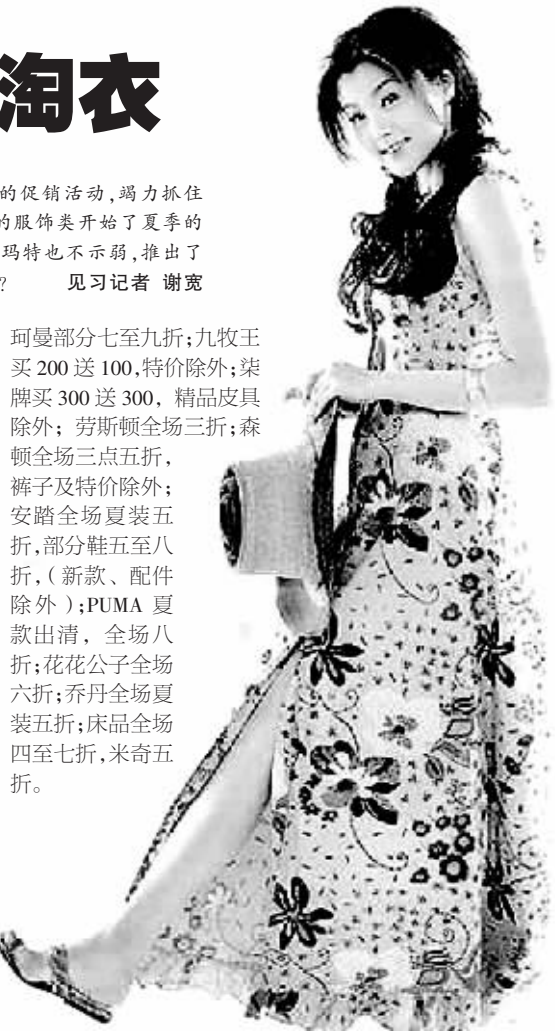 淘衣
的促销活动,竭力抓住
的服饰类开始了夏季的
玛特也不示弱,推出了
? 见习记者 谢宽
珂曼部分七至九折;九牧王
买 200 送 100,特价除外;柒
牌买 300 送 300, 精品皮具
除外; 劳斯顿全场三折;森
顿全场三点五折,
裤子及特价除外;
安踏全场夏装五
折,部分鞋五至八
折,(新款、配件
除外);PUMA 夏
款出清, 全场八
折;花花公子全场
六折;乔丹全场夏
装五折;床品全场
四至七折,米奇五
折。